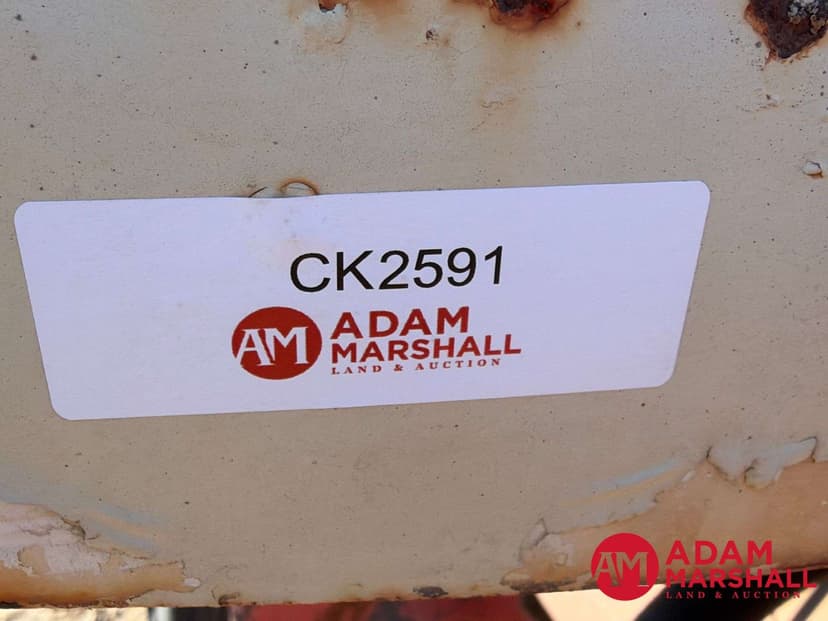 CK2591
AM
ADAM
MARSHALL
LAND & AUCTION
AM
ADAM
MARSHALL
LAND & AUCTION